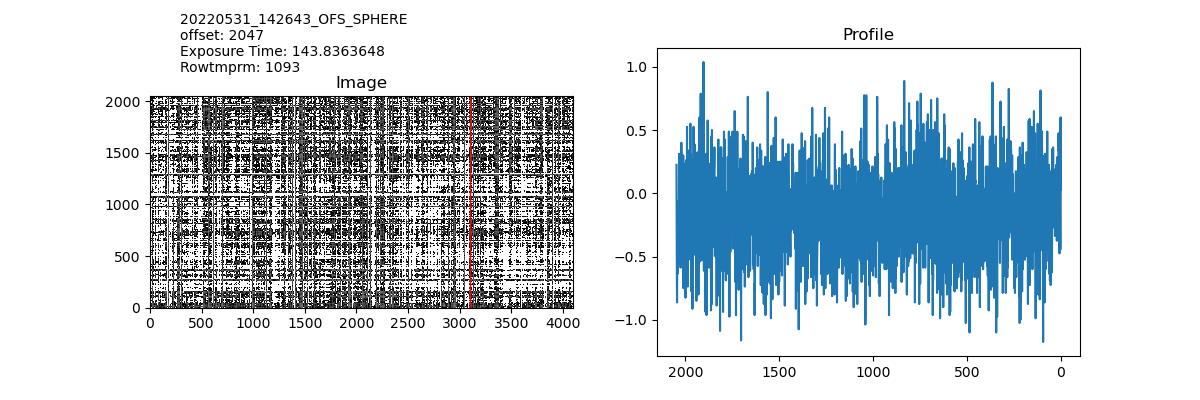 20220531_142643_OFS_SPHERE
offset: 2047
Exposure Time: 143.8363648
Rowtmprm: 1093
Image
2000
1500
1000
500
0
0 500 1000 1500 2000 2500 3000 3500 4000
Profile
1.0
0.5
0.0
−0.5
−1.0
2000 1500 1000 500 0